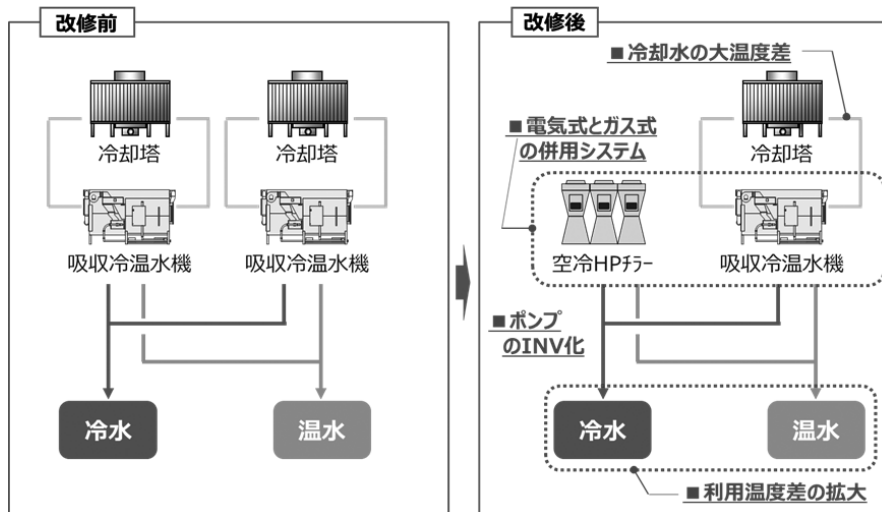 改修前
冷却塔
冷却塔
吸収冷温水機
吸収冷温水機
冷水
温水
改修後
■冷却水の大温度差
■電気式とガス式
の併用システム
冷却塔
空冷HPﾁﾗｰ
吸収冷温水機
■ポンプ
のINV化
冷水
温水
■利用温度差の拡大